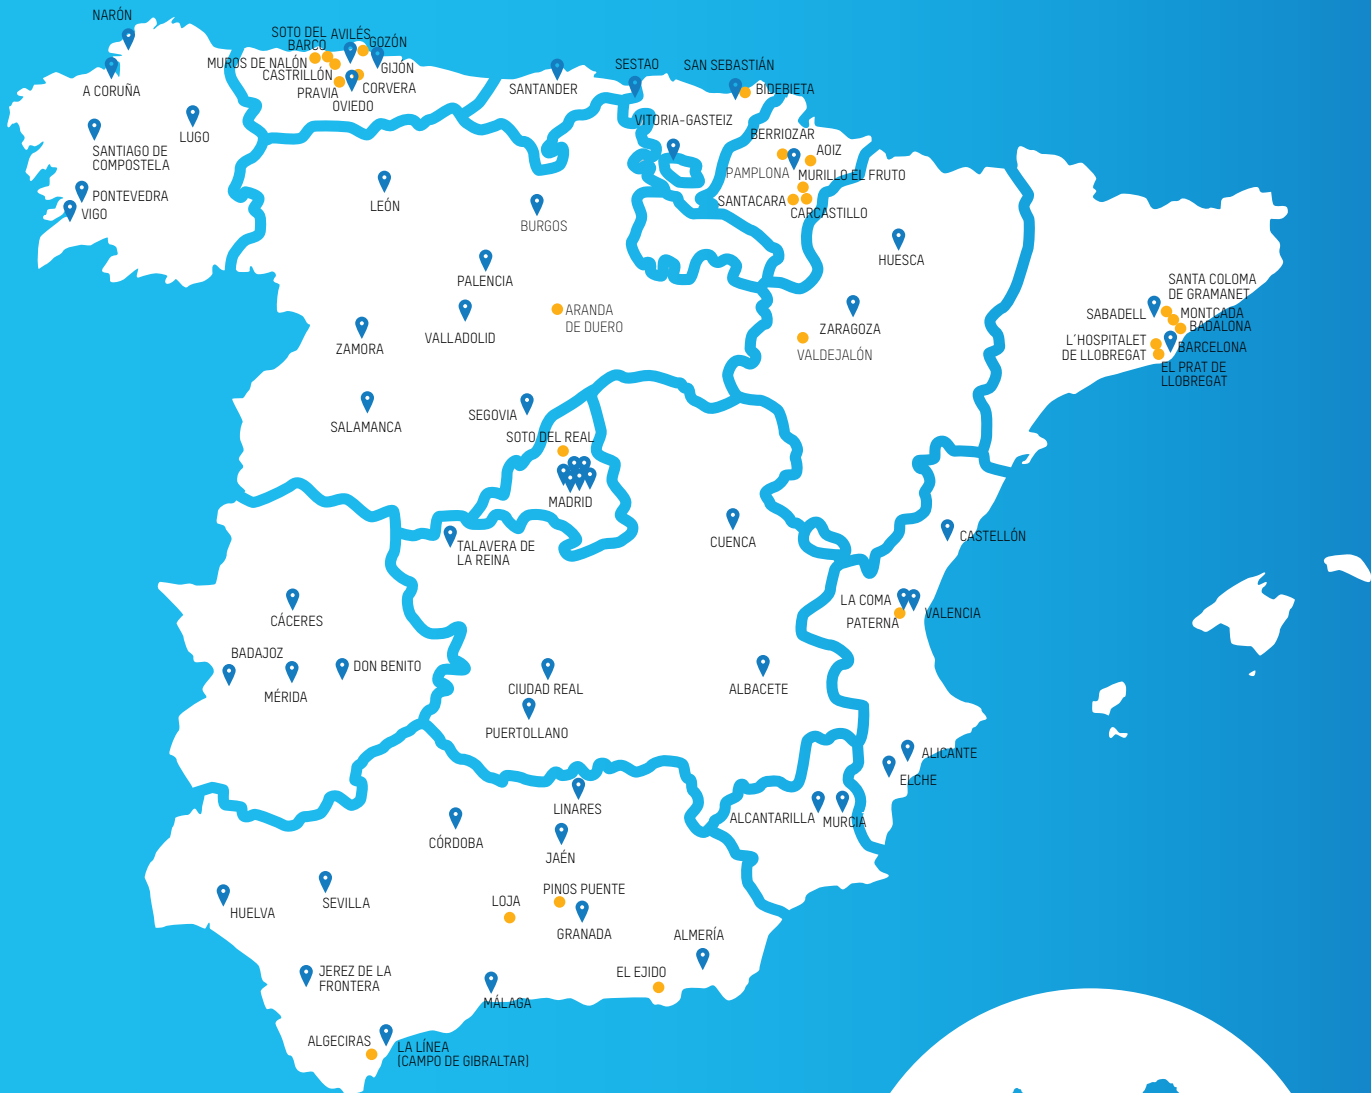 NARÓN
A CORUÑA
LUGO
SANTIAGO DE
COMPOSTELA
PONTEVEDRA
VIGO
SOTO DEL
BARCO
AVILÉS
GOZÓN
MUROS DE NALÓN
GIJÓN
CASTRILLÓN
CORVERA
PRAVIA
OVIEDO
SANTANDER
SESTAO
SAN SEBASTIÁN
BIDEBIETA
VITORIA-GASTEIZ
BERRIOZAR
AOIZ
PAMPLONA
MURILLO EL FRUTO
SANTACARA
CARCASTILLO
LEÓN
BURGOS
PALENCIA
ARANDA
DE DUERO
VALLADOLID
ZAMORA
SALAMANCA
SEGOVIA
HUESCA
ZARAGOZA
VALDEJALÓN
SANTA COLOMA
DE GRAMANET
SABADELL
MONTCADA
BADALONA
L´HOSPITALET
DE LLOBREGAT
BARCELONA
EL PRAT DE
LLOBREGAT
SOTO DEL REAL
MADRID
TALAVERA DE
LA REINA
CUENCA
CASTELLÓN
LA COMA
PATERNA
VALENCIA
CÁCERES
BADAJOZ
DON BENITO
MÉRIDA
CIUDAD REAL
PUERTOLLANO
ALBACETE
ALICANTE
ELCHE
ALCANTARILLA
MURCIA
LINARES
CÓRDOBA
JAÉN
PINOS PUENTE
LOJA
GRANADA
SEVILLA
HUELVA
ALMERÍA
EL EJIDO
JEREZ DE LA
FRONTERA
MÁLAGA
ALGECIRAS
LA LÍNEA
(CAMPO DE GIBRALTAR)